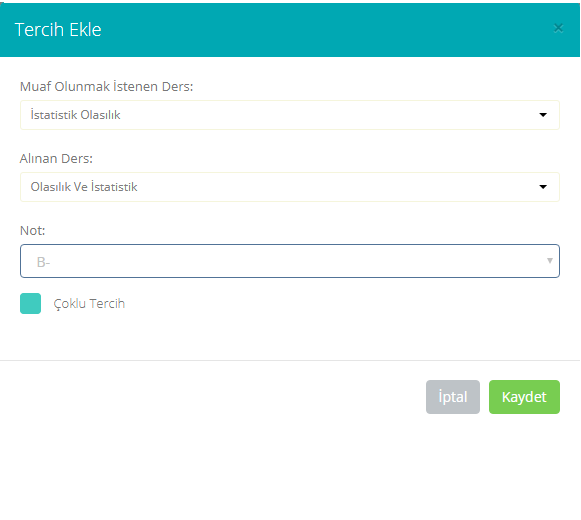 Tercih Ekle
×
Muaf Olunmak İstenen Ders:
İstatistik Olasılık
Alınan Ders:
Olasılık Ve İstatistik
Not:
B-
Çoklu Tercih
İptal
Kaydet